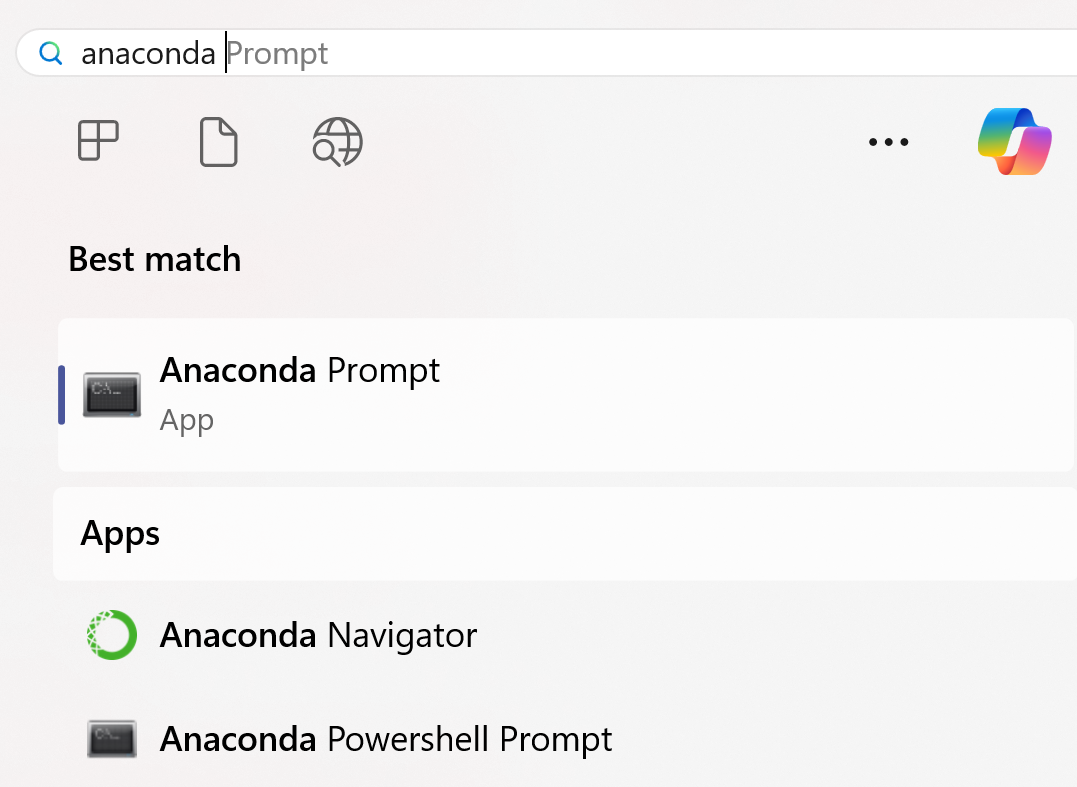 anaconda Prompt
Best match
Anaconda Prompt
App
Apps
Anaconda Navigator
Anaconda Powershell Prompt